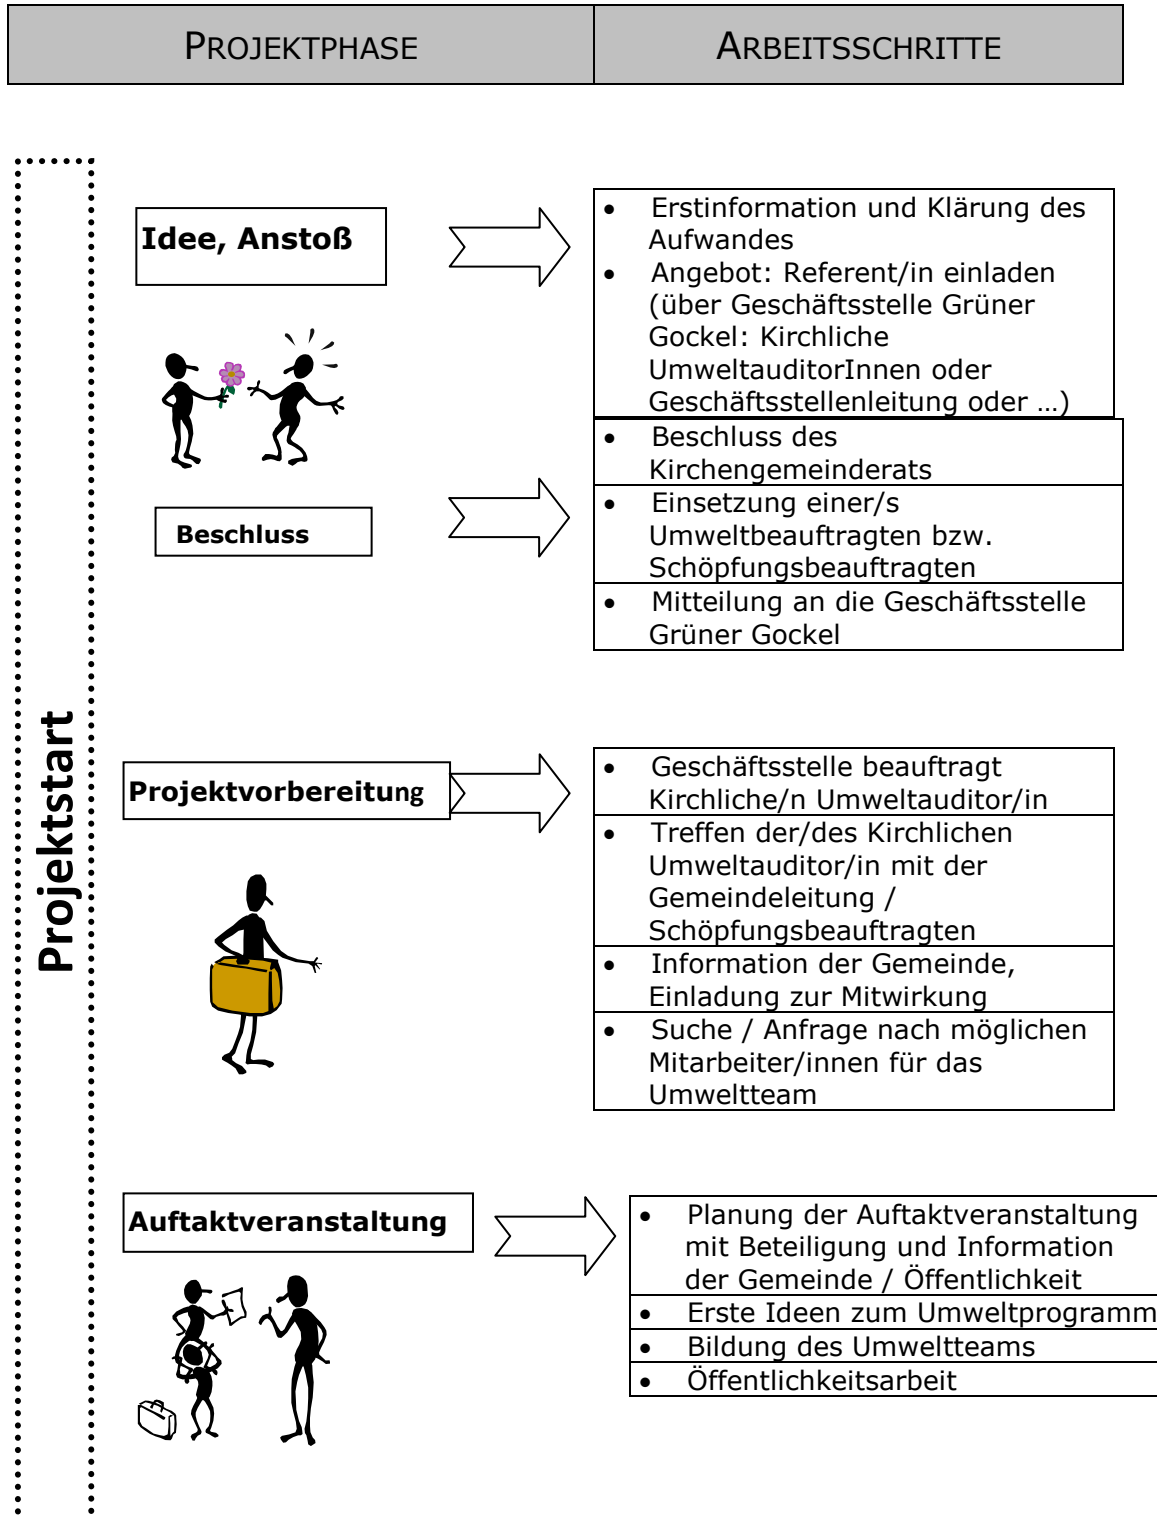 PROJEKTPHASE
ARBEITSSCHRITTE
Projektstart
Idee, Anstoß
• Erstinformation und Klärung des
Aufwandes
• Angebot: Referent/in einladen
(über Geschäftsstelle Grüner
Gockel: Kirchliche
UmweltauditorInnen oder
Geschäftsstellenleitung oder …)
Beschluss
• Beschluss des
Kirchengemeinderats
• Einsetzung einer/s
Umweltbeauftragten bzw.
Schöpfungsbeauftragten
• Mitteilung an die Geschäftsstelle
Grüner Gockel
Projektvorbereitung
• Geschäftsstelle beauftragt
Kirchliche/n Umweltauditor/in
• Treffen der/des Kirchlichen
Umweltauditor/in mit der
Gemeindeleitung /
Schöpfungsbeauftragten
• Information der Gemeinde,
Einladung zur Mitwirkung
• Suche / Anfrage nach möglichen
Mitarbeiter/innen für das
Umweltteam
Auftaktveranstaltung
• Planung der Auftaktveranstaltung
mit Beteiligung und Information
der Gemeinde / Öffentlichkeit
• Erste Ideen zum Umweltprogramm
• Bildung des Umweltteams
• Öffentlichkeitsarbeit